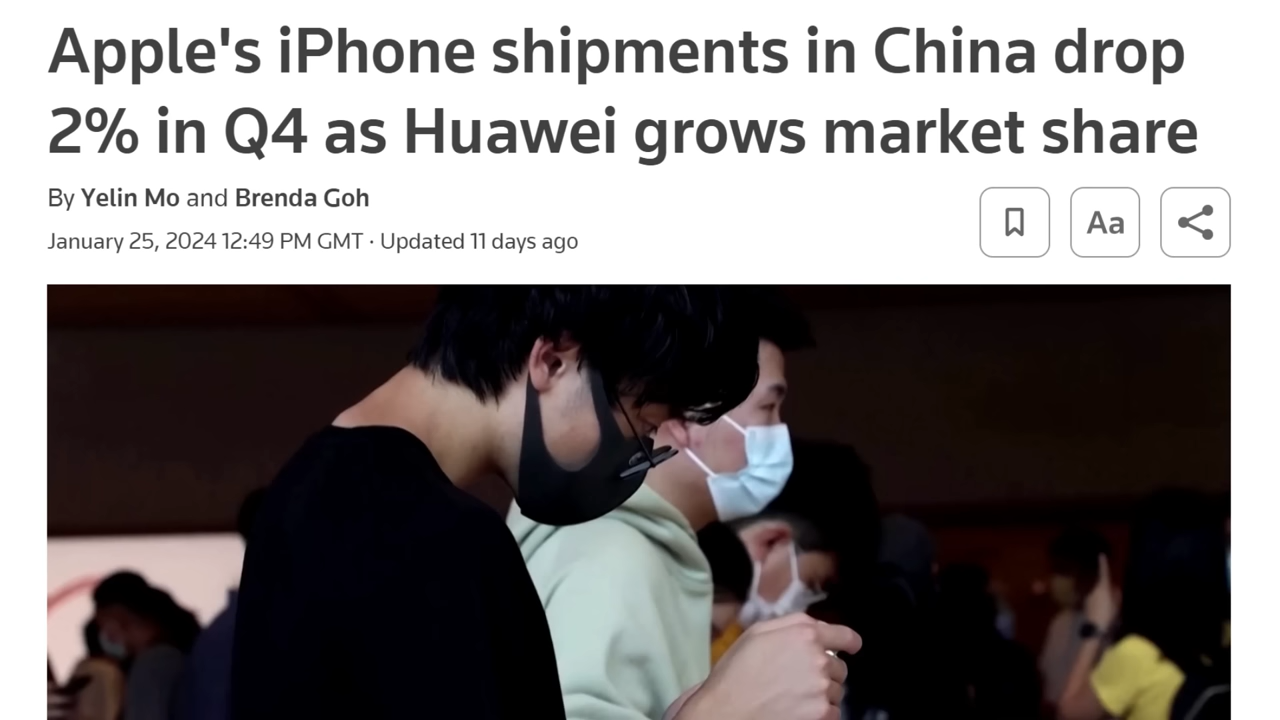 Apple's iPhone shipments in China drop
2% in Q4 as Huawei grows market share
By Yelin Mo and Brenda Goh
January 25, 2024 12:49 PM GMT · Updated 11 days ago
Aa